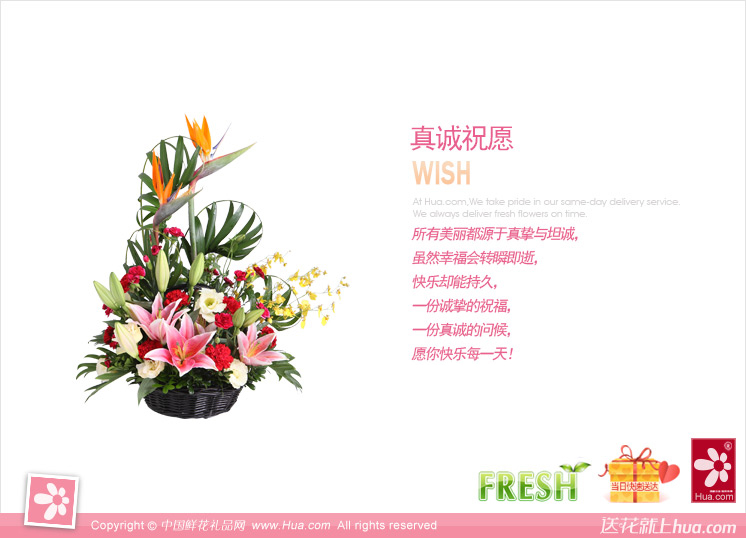 真诚祝愿
WISH
At Hua.com,We take pride in our same-day delivery service.
We always deliver fresh flowers on time.
所有美丽都源于真挚与坦诚，
虽然幸福会转瞬即逝，
快乐却能持久，
一份诚挚的祝福，
一份真诚的问候，
愿你快乐每一天！
FRESH
当日快速送达
Hua.com
Copyright © 中国鲜花礼品网 www.Hua.com All rights reserved
送花就上hua.com